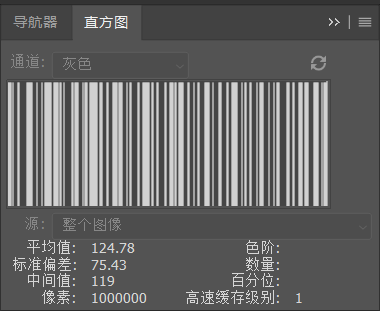 导航器 直方图
通道: 灰色
源: 整个图像
平均值: 124.78 色阶:
标准偏差: 75.43 数量:
中间值: 119 百分位:
像素: 1000000 高速缓存级别: 1